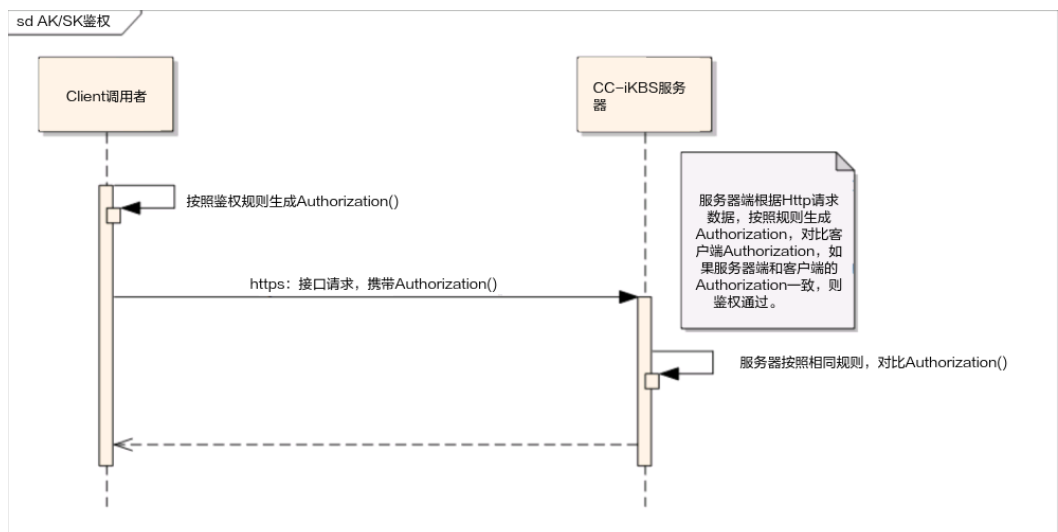 sd AK/SK鉴权
Client调用者
CC-iKBS服务
器
按照鉴权规则生成Authorization()
服务器端根据Http请求
数据，按照规则生成
Authorization，对比客
户端Authorization，如
果服务器端和客户端的
Authorization一致，则
鉴权通过。
https：接口请求，携带Authorization()
服务器按照相同规则，对比Authorization()